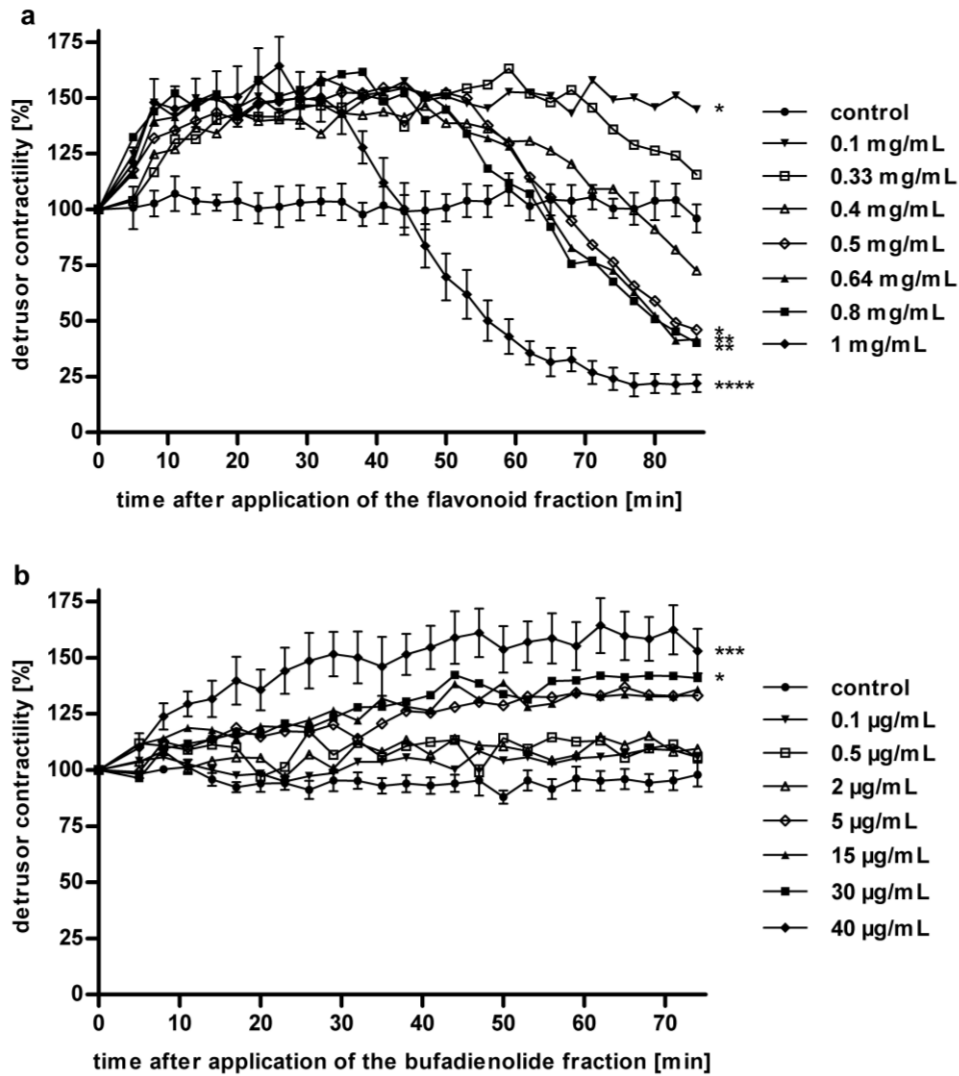 a
175
150
125
100
75
50
25
0
detrusor contractility [%]
0 10 20 30 40 50 60 70 80
time after application of the flavonoid fraction [min]
*
*
**
**
****
control
0.1 mg/mL
0.33 mg/mL
0.4 mg/mL
0.5 mg/mL
0.64 mg/mL
0.8 mg/mL
1 mg/mL
b
175
150
125
100
75
50
25
0
detrusor contractility [%]
0 10 20 30 40 50 60 70
time after application of the bufadienolide fraction [min]
***
*
control
0.1 µg/mL
0.5 µg/mL
2 µg/mL
5 µg/mL
15 µg/mL
30 µg/mL
40 µg/mL